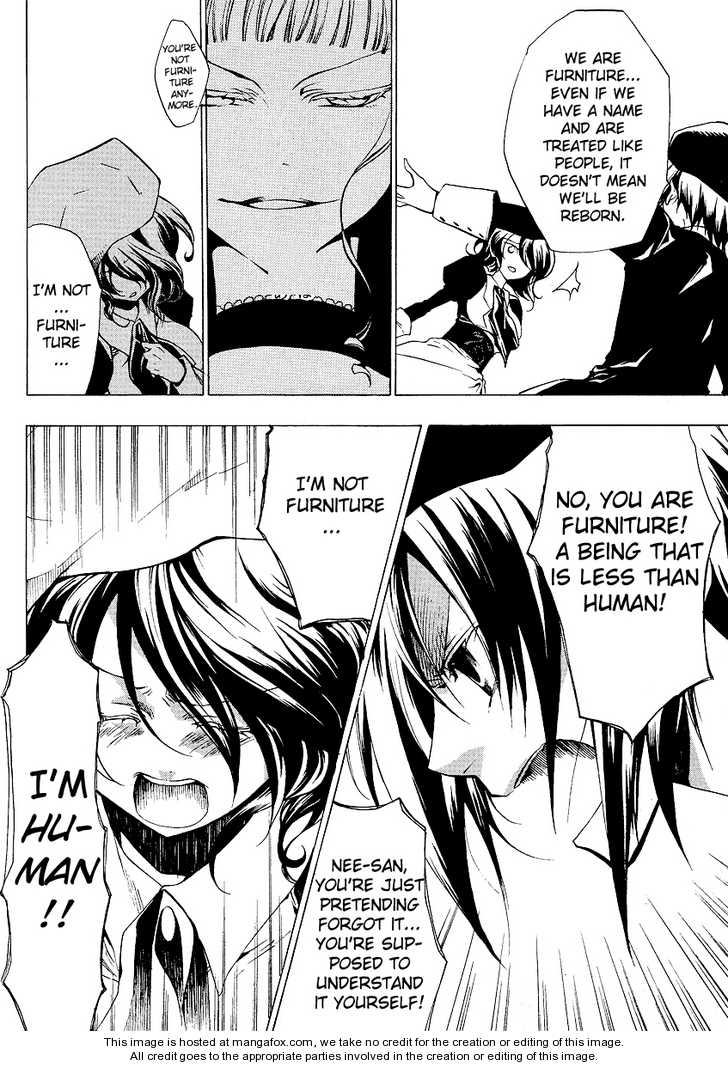 WE ARE
FURNITURE...
EVEN IF WE
HAVE A NAME
AND ARE
TREATED LIKE
PEOPLE, IT
DOESN'T MEAN
WE'LL BE
REBORN.
YOU'RE
NOT
FURNI-
TURE
ANY-
MORE.
I'M NOT
...
FURNI-
TURE
...
NO, YOU ARE
FURNITURE!
A BEING THAT
IS LESS THAN
HUMAN!
NEE-SAN,
YOU'RE JUST
PRETENDING
FORGOT IT...
YOU'RE SUP-
POSED TO
UNDERSTAND
IT YOURSELF!
I'M NOT
FURNITURE
...
I'M
HU-
MAN
!!
This image is hosted at mangafox.com, we take no credit for the creation or editing of this image.
All credit goes to the appropriate parties involved in the creation or editing of this image.